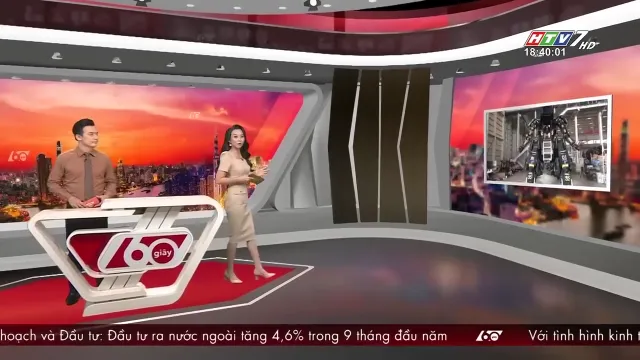 HTV7 HD
18:40:01
60 giây
hoạch và Đầu tư: Đầu tư ra nước ngoài tăng 4,6% trong 9 tháng đầu năm 60 Với tình hình kinh t